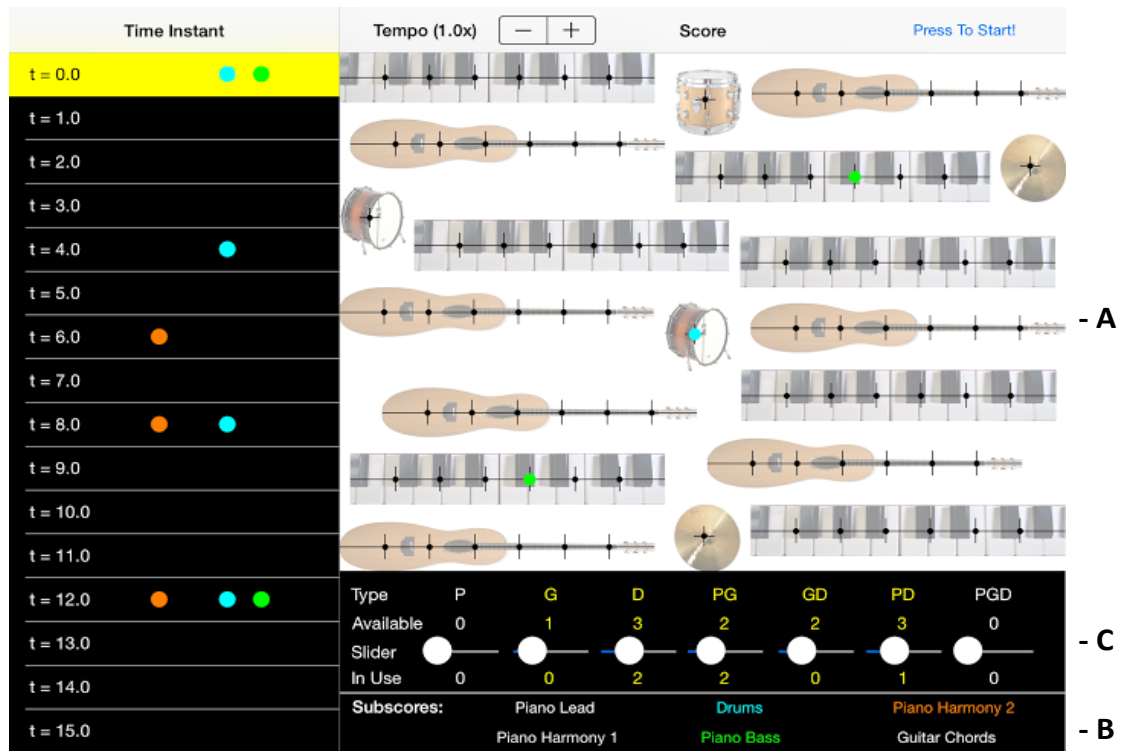 Time Instant Tempo (1.0x) − + Score Press To Start!
t = 0.0
t = 1.0
t = 2.0
t = 3.0
t = 4.0
t = 5.0
t = 6.0
t = 7.0
t = 8.0
t = 9.0
t = 10.0
t = 11.0
t = 12.0
t = 13.0
t = 14.0
t = 15.0
- A
Type P G D PG GD PD PGD
Available 0 1 3 2 2 3 0
Slider
- C
In Use 0 0 2 2 0 1 0
Subscores: Piano Lead Drums Piano Harmony 2
Piano Harmony 1 Piano Bass Guitar Chords
- B